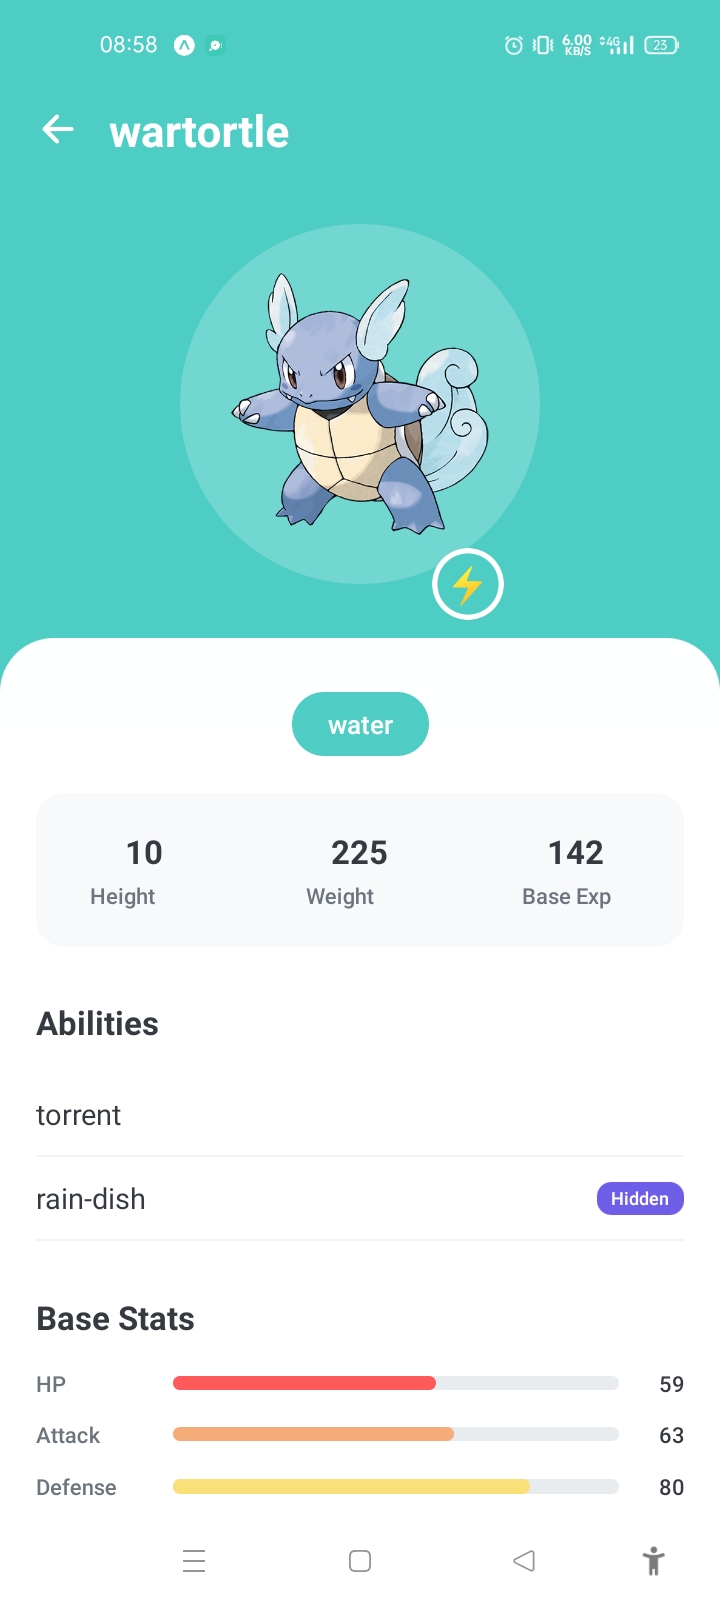 08:58 6.00 KB/S 4G 23
wartortle
water
10 225 142
Height Weight Base Exp
Abilities
torrent
rain-dish Hidden
Base Stats
HP 59
Attack 63
Defense 80